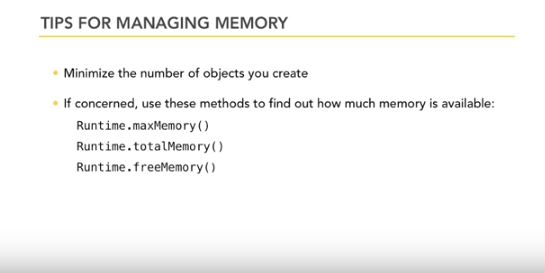 TIPS FOR MANAGING MEMORY
• Minimize the number of objects you create
• If concerned, use these methods to find out how much memory is available:
Runtime.maxMemory()
Runtime.totalMemory()
Runtime.freeMemory()